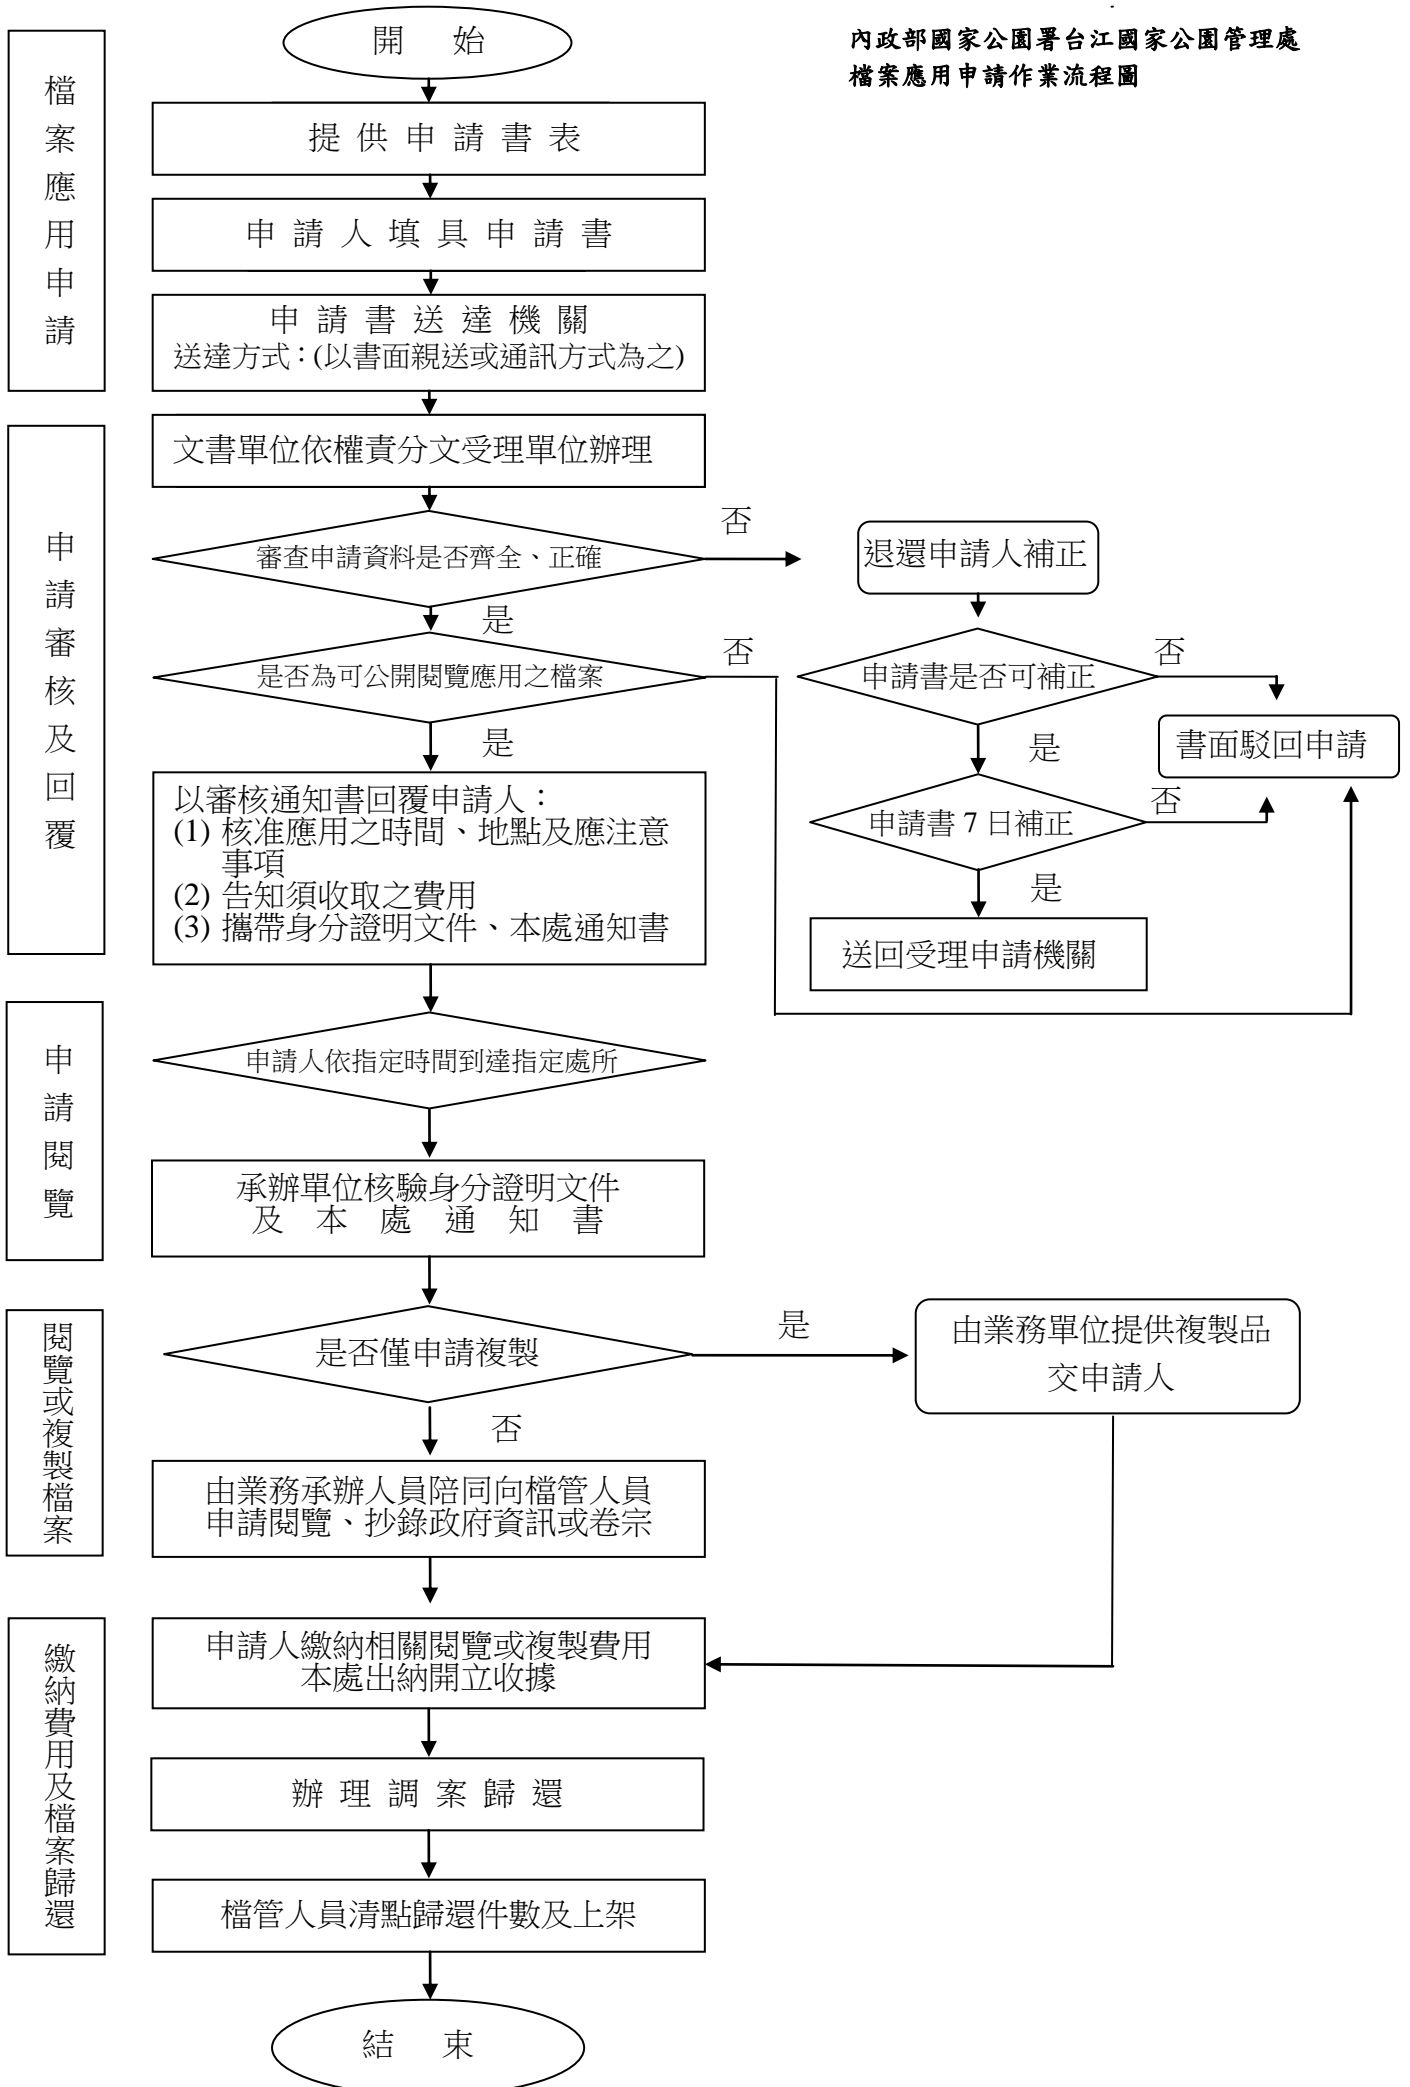 內政部國家公園署台江國家公園管理處
檔案應用申請作業流程圖
檔案應用申請
開 始
提供申請書表
申請人填具申請書
申請書送達機關
送達方式：(以書面親送或通訊方式為之)
申請審核及回覆
文書單位依權責分文受理單位辦理
審查申請資料是否齊全、正確
否
退還申請人補正
是
是否為可公開閱覽應用之檔案
否
申請書是否可補正
否
書面駁回申請
是
是
以審核通知書回覆申請人：
(1) 核准應用之時間、地點及應注意
事項
(2) 告知須收取之費用
(3) 攜帶身分證明文件、本處通知書
申請書 7 日補正
否
是
送回受理申請機關
申請閱覽
申請人依指定時間到達指定處所
承辦單位核驗身分證明文件
及本處通知書
閱覽或複製檔案
是否僅申請複製
是
由業務單位提供複製品
交申請人
否
由業務承辦人員陪同向檔管人員
申請閱覽、抄錄政府資訊或卷宗
繳納費用及檔案歸還
申請人繳納相關閱覽或複製費用
本處出納開立收據
辦理調案歸還
檔管人員清點歸還件數及上架
結 束